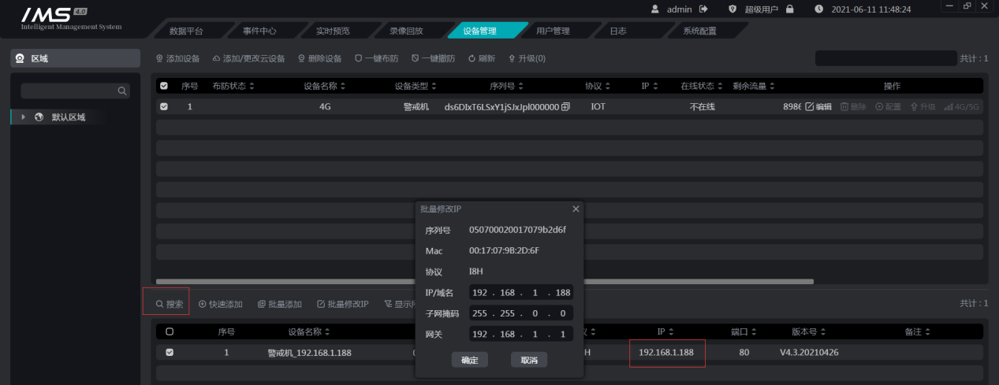 IMS 4.0
Intelligent Management System
admin 超级用户 2021-06-11 11:48:24
数据平台 事件中心 实时预览 录像回放 设备管理 用户管理 日志 系统配置
区域
添加设备 添加/更改云设备 删除设备 一键布防 一键撤防 刷新 升级(0) 共计 : 1
序号 布防状态 设备名称 设备类型 序列号 协议 IP 在线状态 剩余流量 操作
1 4G 警戒机 ds6DIxT6LSxY1jSJxJpl000000 IOT 不在线 898 编辑 删除 配置 升级 4G/5G
默认区域
批量修改IP
序列号 050700020017079b2d6f
Mac 00:17:07:9B:2D:6F
协议 I8H
IP/域名 192 . 168 . 1 . 188
子网掩码 255 . 255 . 0 . 0
网关 192 . 168 . 1 . 1
确定 取消
搜索 快速添加 批量添加 批量修改IP 显示 共计 : 1
序号 设备名称 IP 端口 版本号 备注
1 警戒机_192.168.1.188 H 192.168.1.188 80 V4.3.20210426